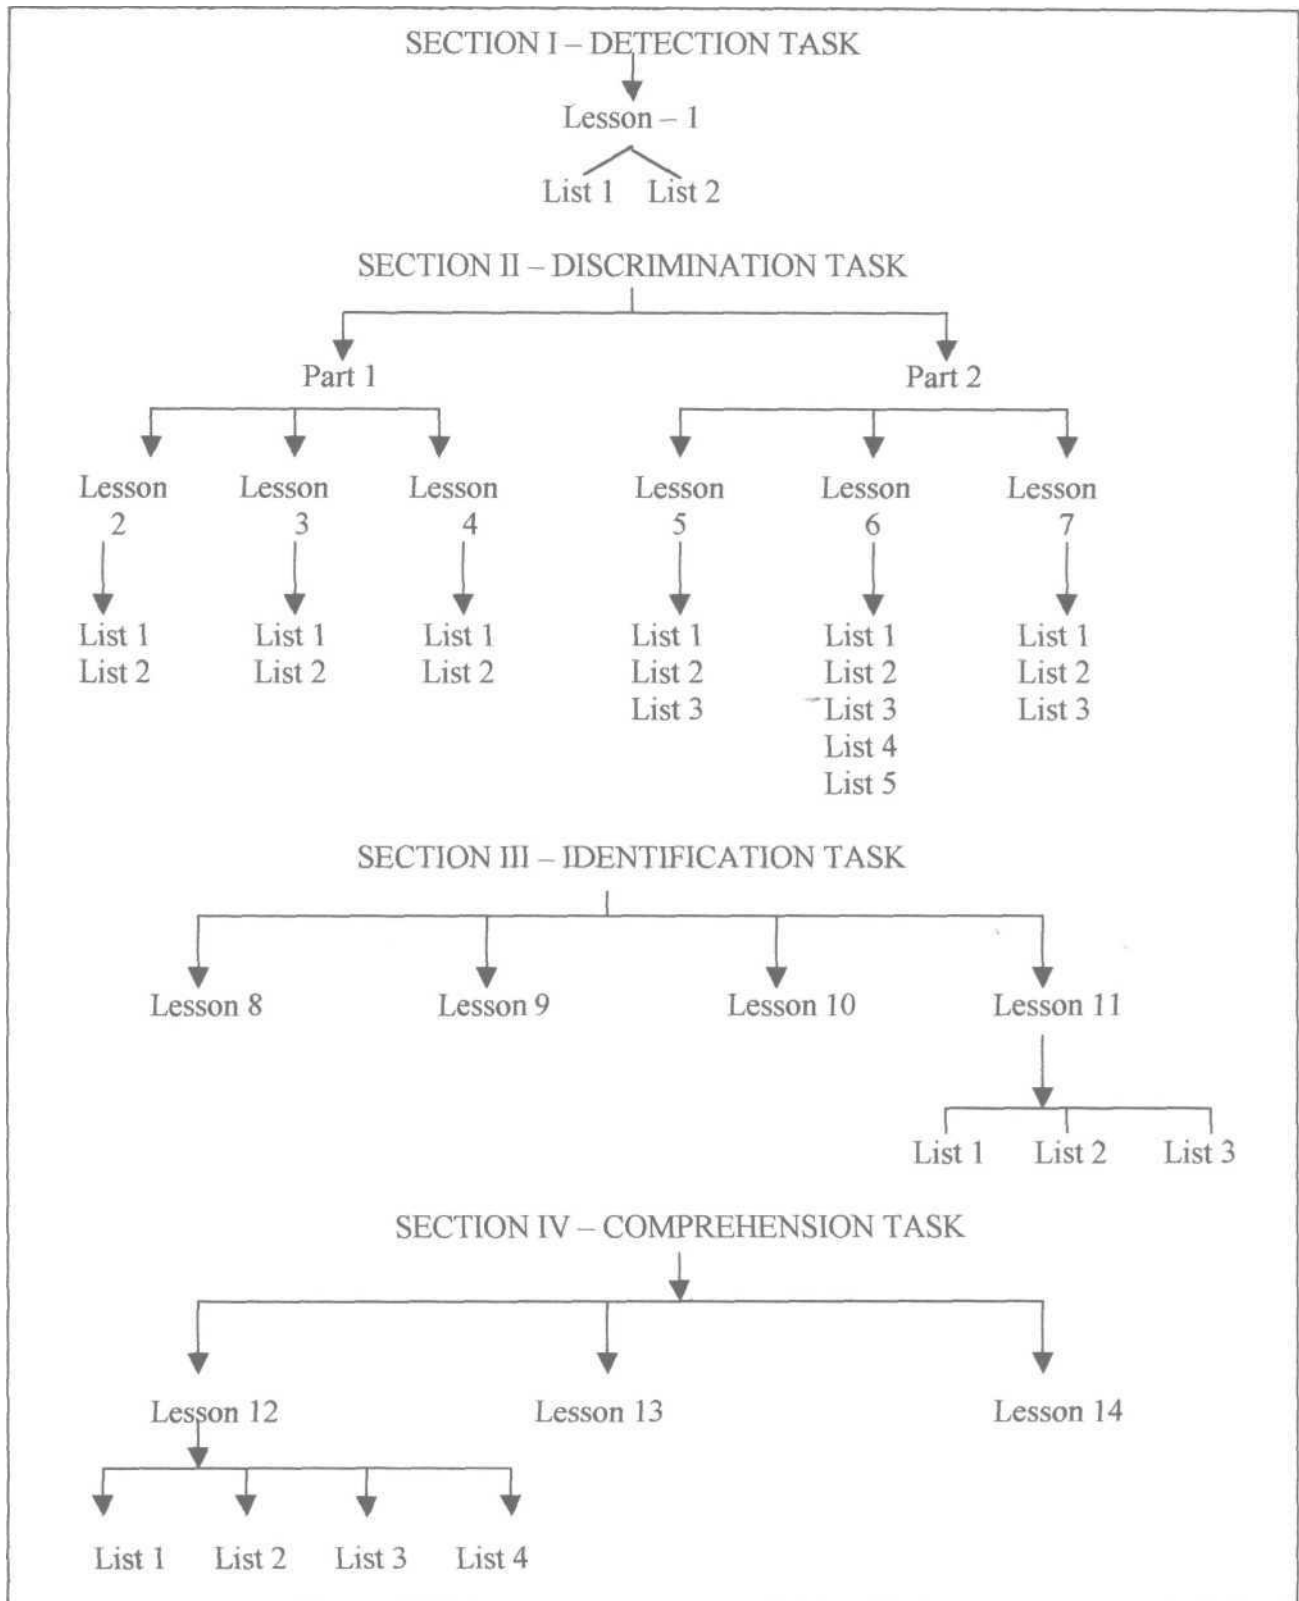 SECTION I – DETECTION TASK
Lesson – 1
List 1 List 2
SECTION II – DISCRIMINATION TASK
Part 1 Part 2
Lesson Lesson Lesson Lesson Lesson Lesson
2 3 4 5 6 7
List 1 List 1 List 1 List 1 List 1 List 1
List 2 List 2 List 2 List 2 List 2 List 2
List 3 List 3 List 3
List 4
List 5
SECTION III – IDENTIFICATION TASK
Lesson 8 Lesson 9 Lesson 10 Lesson 11
List 1 List 2 List 3
SECTION IV – COMPREHENSION TASK
Lesson 12 Lesson 13 Lesson 14
List 1 List 2 List 3 List 4